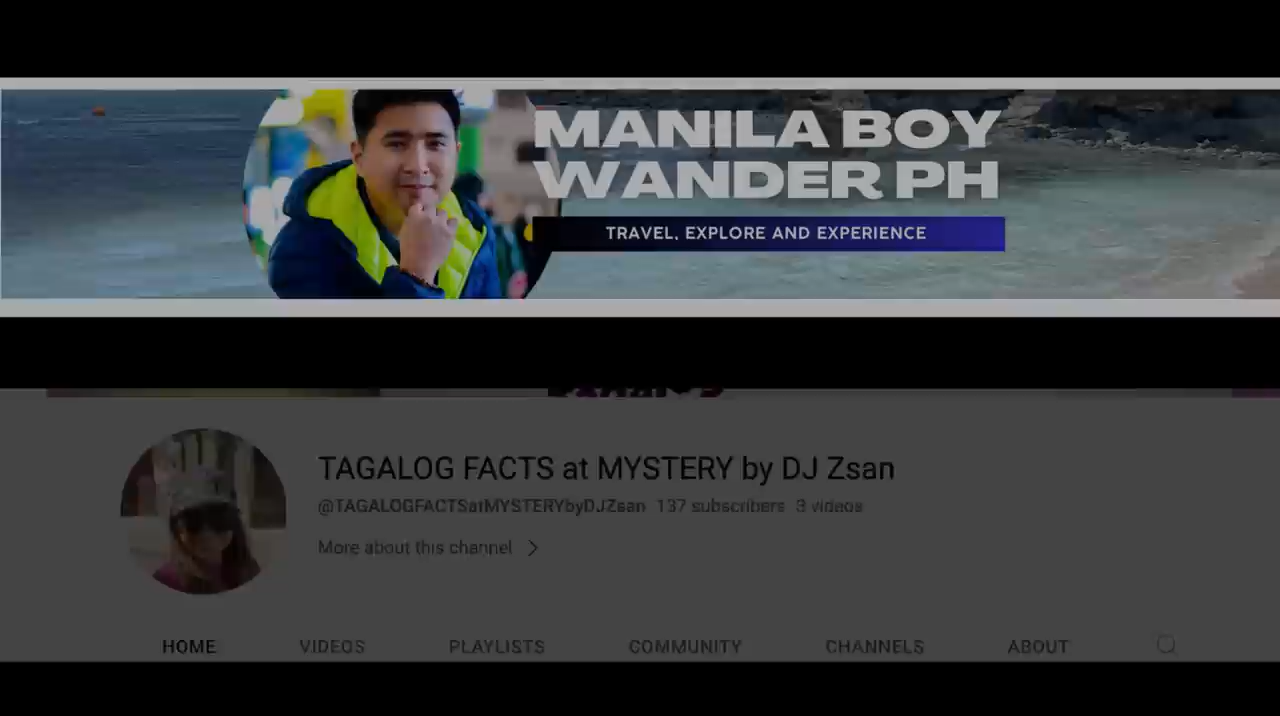 MANILA BOY
WANDER PH
TRAVEL, EXPLORE AND EXPERIENCE
TAGALOG FACTS at MYSTERY by DJ Zsan
@TAGALOGFACTSatMYSTERYbyDJZsan 137 subscribers 3 videos
More about this channel
HOME VIDEOS PLAYLISTS COMMUNITY CHANNELS ABOUT